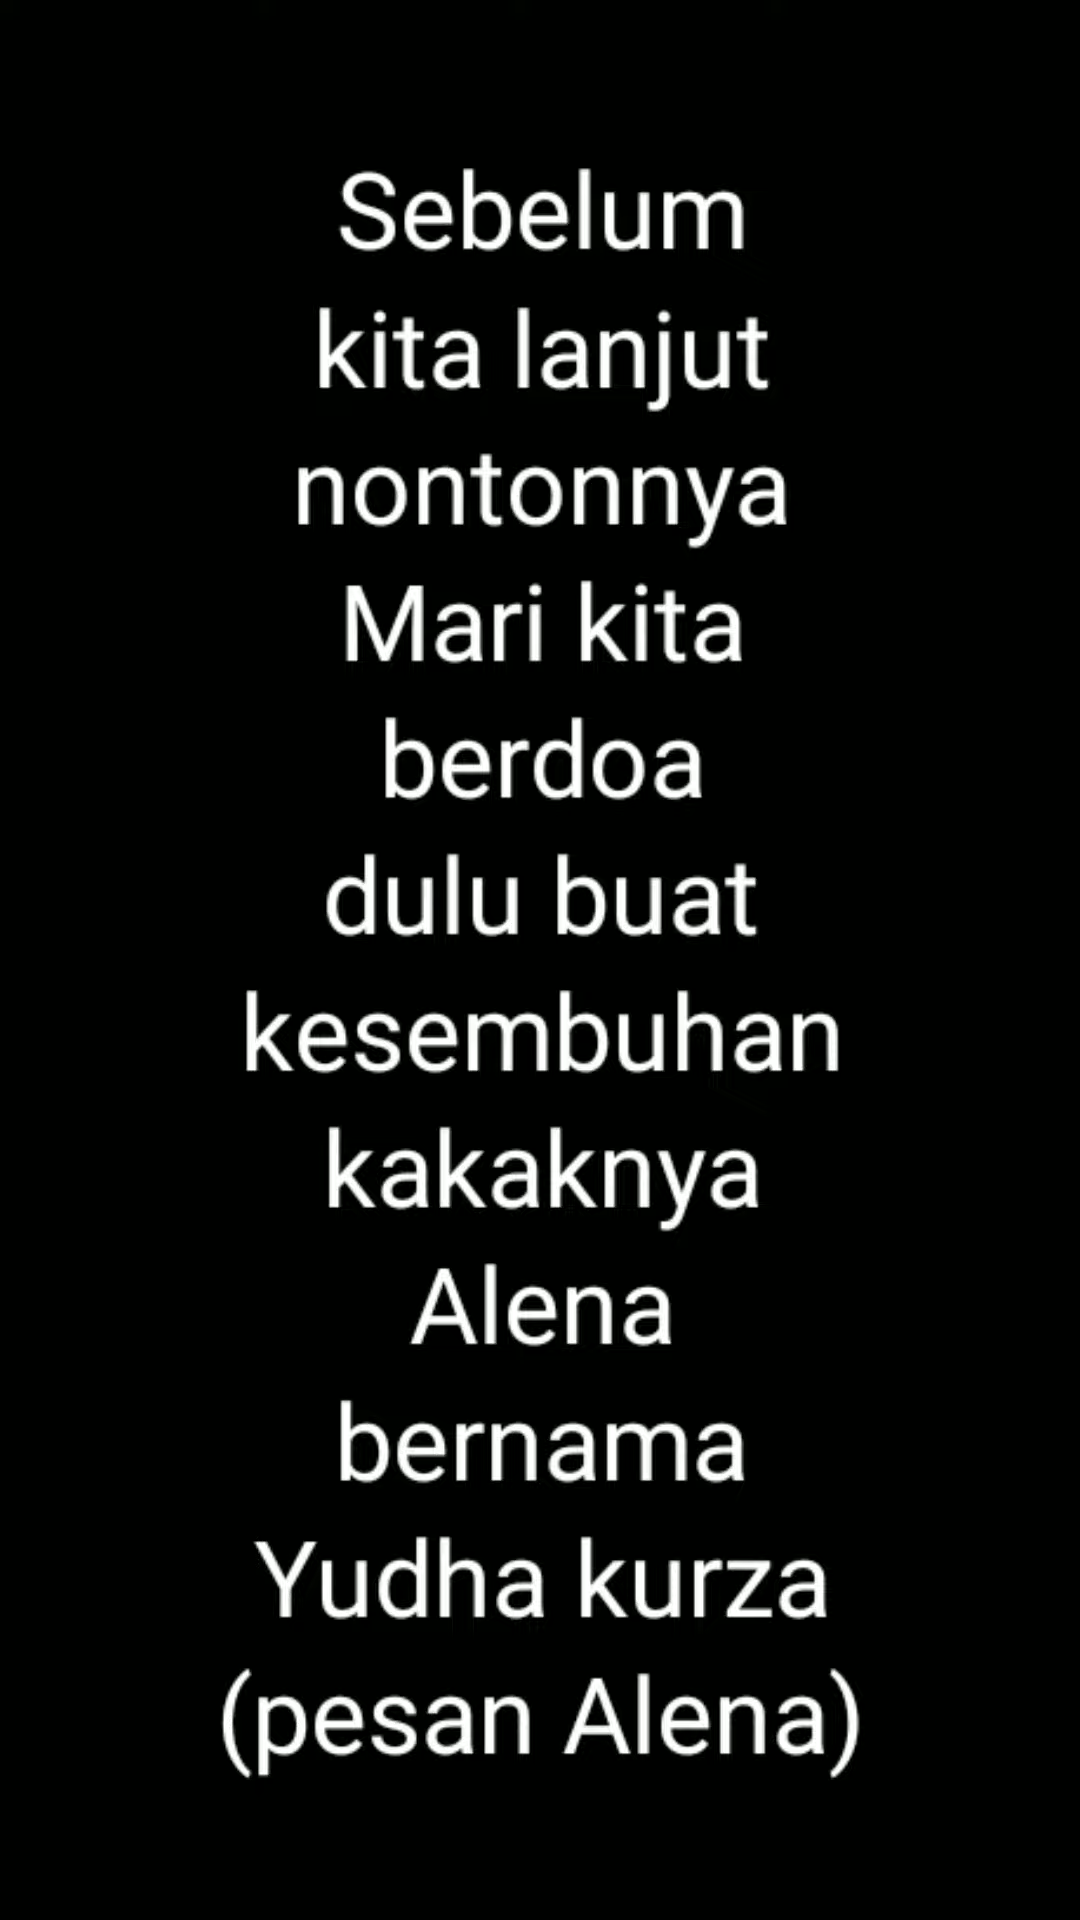 Sebelum
kita lanjut
nontonnya
Mari kita
berdoa
dulu buat
kesembuhan
kakaknya
Alena
bernama
Yudha kurza
(pesan Alena)